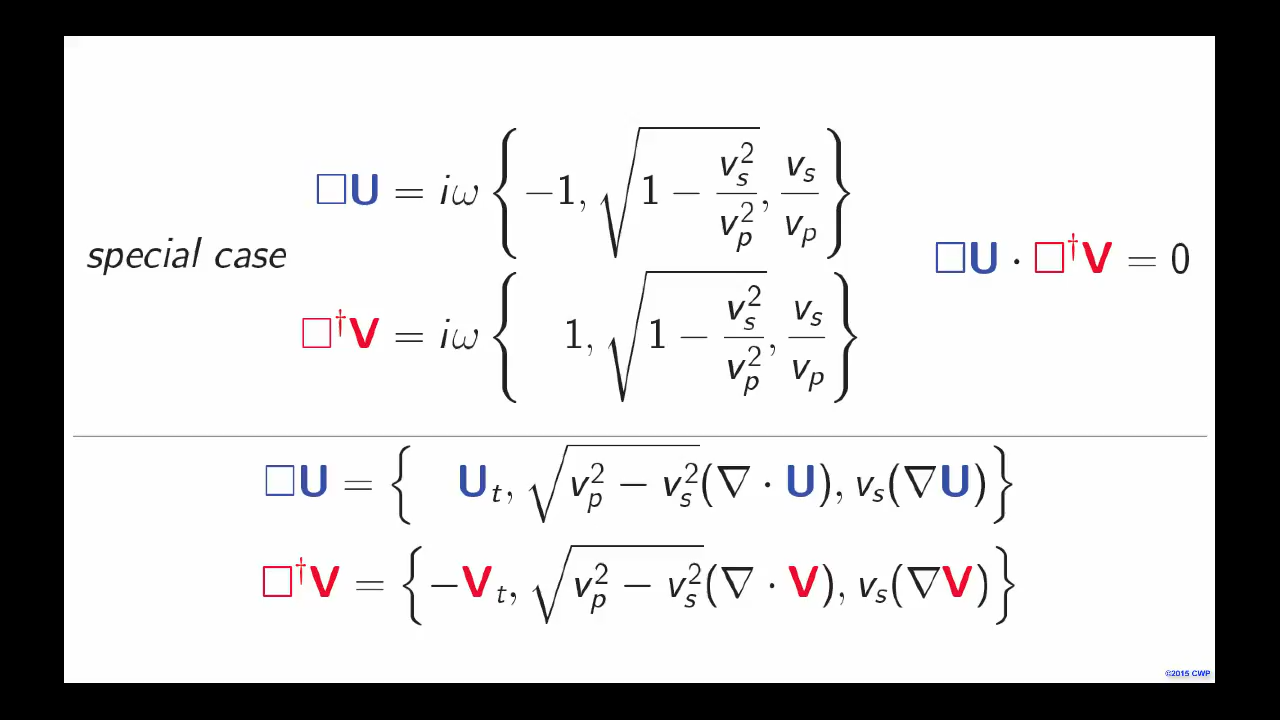 □U = iω { −1, √(1 − v_s²/v_p²), v_s/v_p }
special case
□U · □†V = 0
□†V = iω { 1, √(1 − v_s²/v_p²), v_s/v_p }
□U = { U_t, √(v_p² − v_s²)(∇ · U), v_s(∇U) }
□†V = { −V_t, √(v_p² − v_s²)(∇ · V), v_s(∇V) }
©2015 CWP